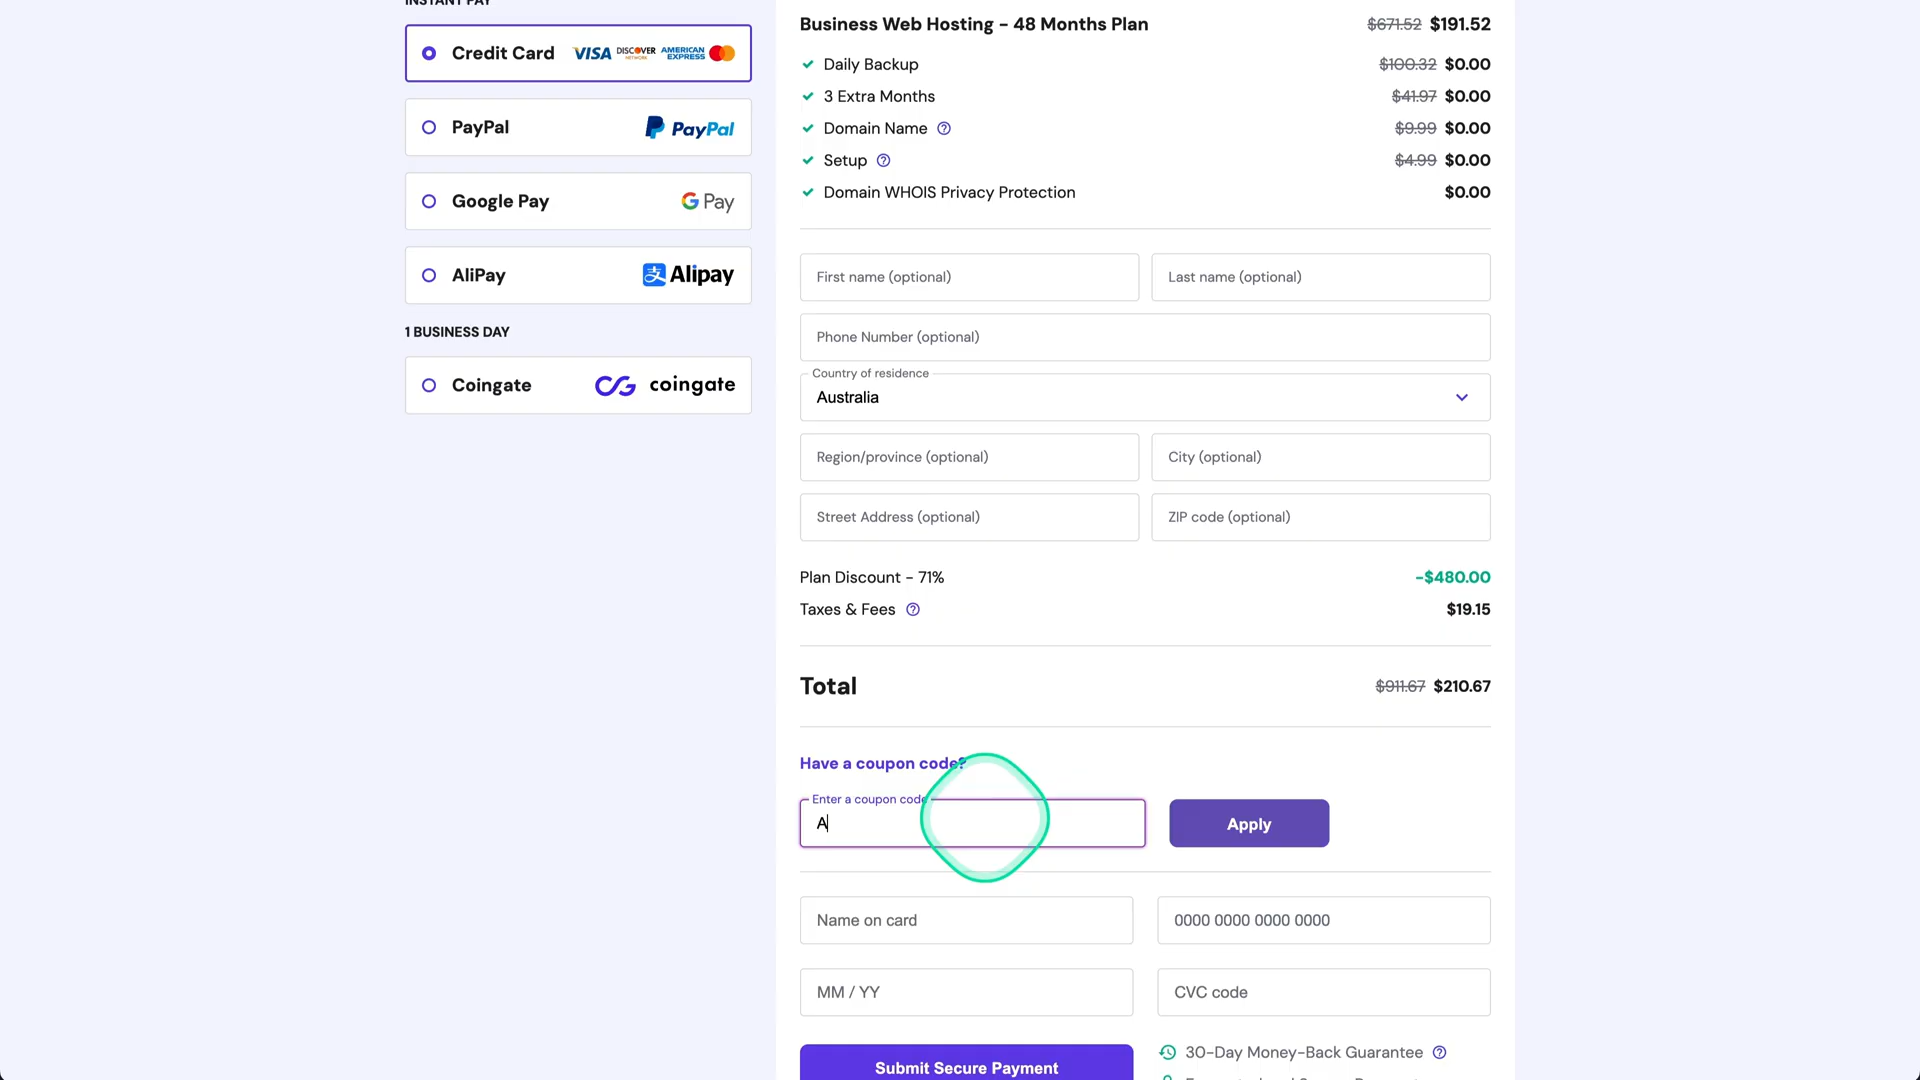 INSTANT PAY
Credit Card VISA DISCOVER NETWORK AMERICAN EXPRESS
PayPal PayPal
Google Pay G Pay
AliPay 支 Alipay
1 BUSINESS DAY
Coingate CG coingate
Business Web Hosting - 48 Months Plan $671.52 $191.52
Daily Backup $100.32 $0.00
3 Extra Months $41.97 $0.00
Domain Name $9.99 $0.00
Setup $4.99 $0.00
Domain WHOIS Privacy Protection $0.00
First name (optional) Last name (optional)
Phone Number (optional)
Country of residence
Australia
Region/province (optional) City (optional)
Street Address (optional) ZIP code (optional)
Plan Discount - 71% -$480.00
Taxes & Fees $19.15
Total $911.67 $210.67
Have a coupon code?
Enter a coupon code
A Apply
Name on card 0000 0000 0000 0000
MM / YY CVC code
Submit Secure Payment 30-Day Money-Back Guarantee